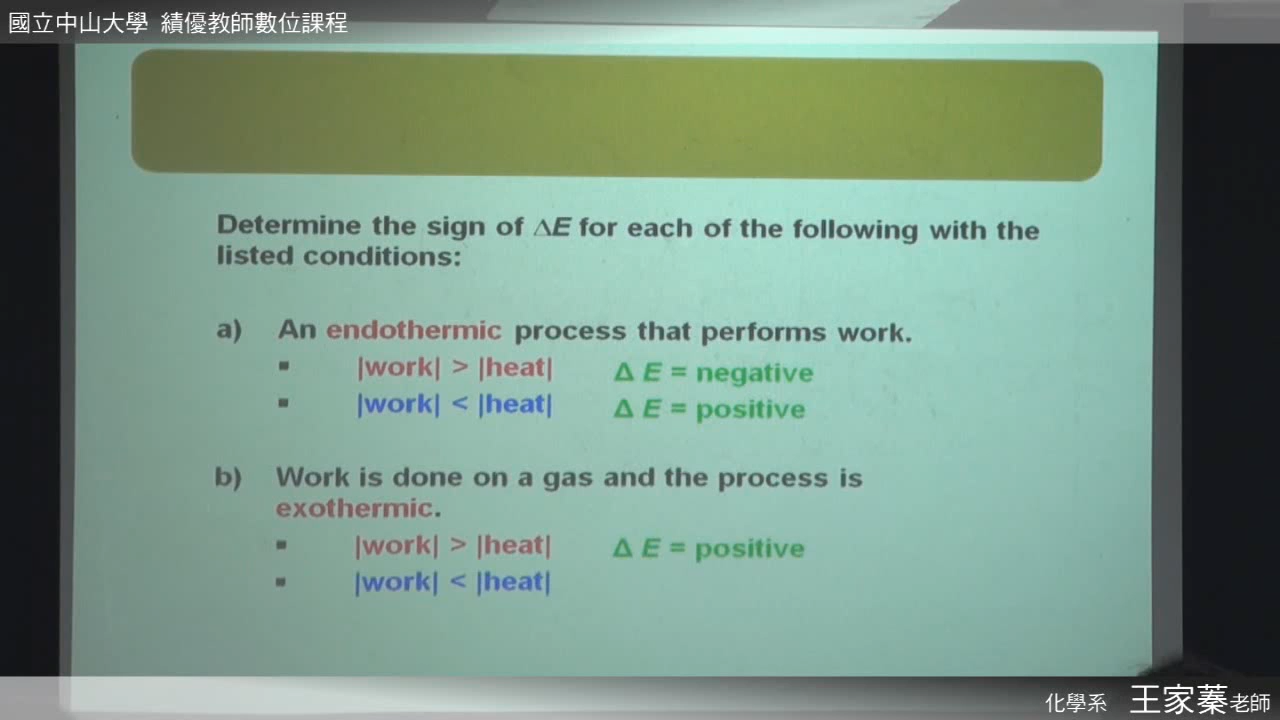 國立中山大學 績優教師數位課程
Determine the sign of ΔE for each of the following with the
listed conditions:
a) An endothermic process that performs work.
▪ |work| > |heat| Δ E = negative
▪ |work| < |heat| Δ E = positive
b) Work is done on a gas and the process is
exothermic.
▪ |work| > |heat| Δ E = positive
▪ |work| < |heat|
化學系 王家蓁老師